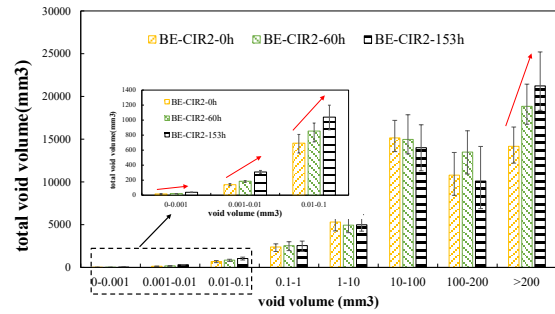 30000
25000
20000
15000
10000
5000
0
total void volume(mm3)
BE-CIR2-0h BE-CIR2-60h BE-CIR2-153h
1400
1200
1000
800
600
400
200
0
total void volume(mm3)
BE-CIR2-0h
BE-CIR2-60h
BE-CIR2-153h
0-0.001 0.001-0.01 0.01-0.1
void volume (mm3)
0-0.001 0.001-0.01 0.01-0.1 0.1-1 1-10 10-100 100-200 >200
void volume (mm3)